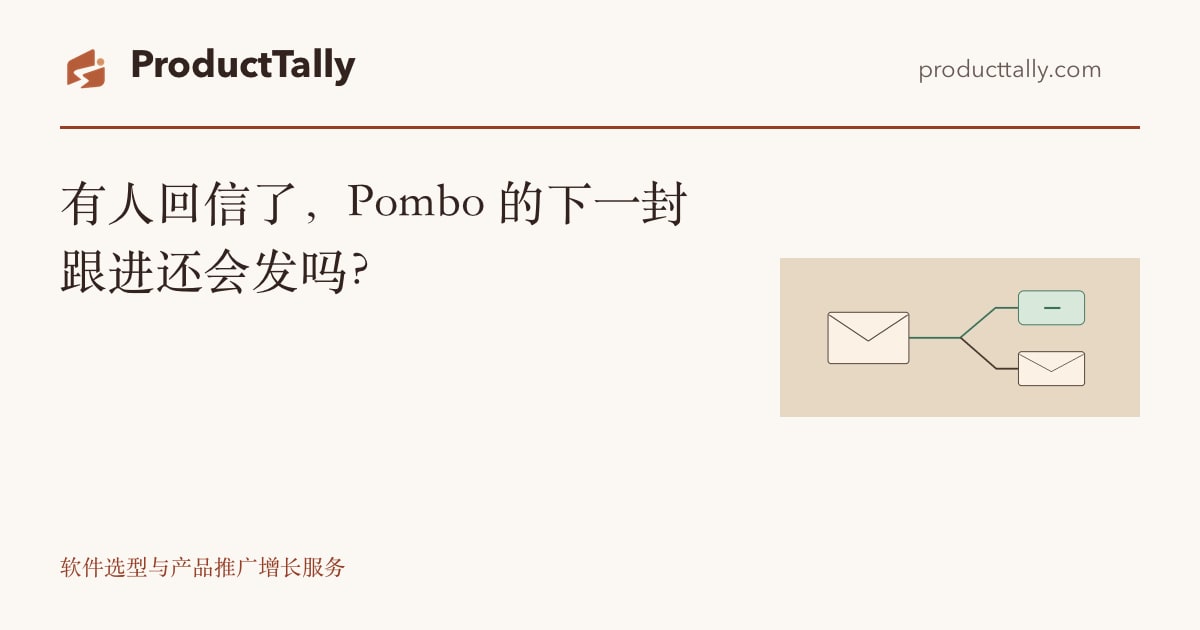 ProductTally
producttally.com
有人回信了，Pombo 的下一封
跟进还会发吗？
软件选型与产品推广增长服务